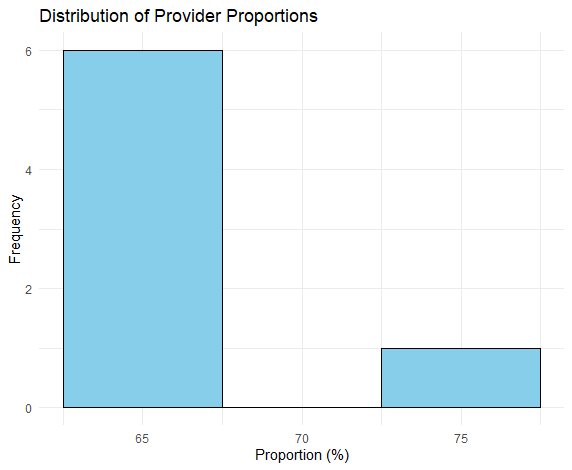 Distribution of Provider Proportions
6
4
2
0
Frequency
65 70 75
Proportion (%)